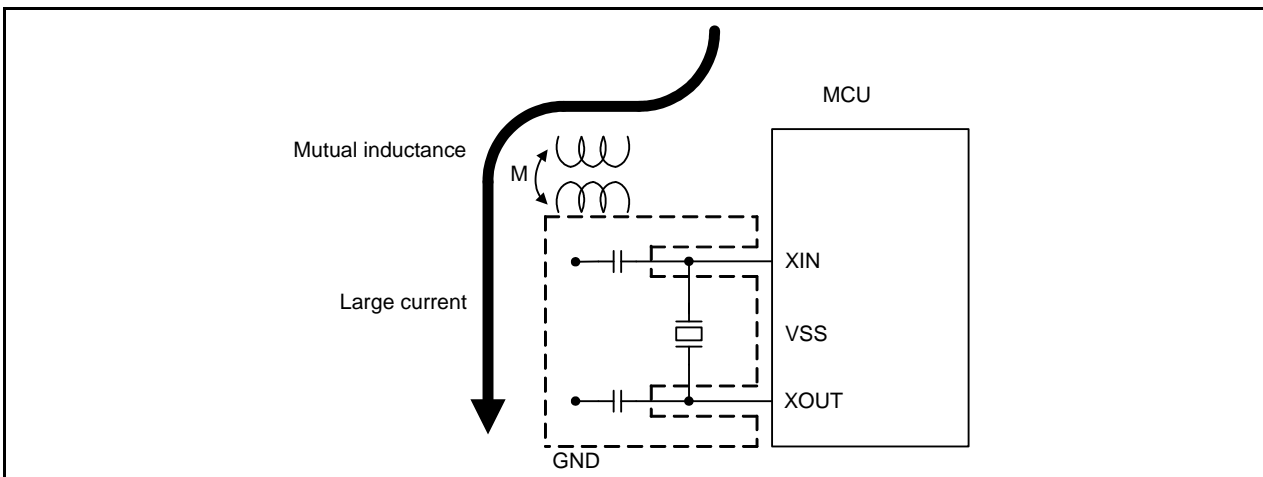 MCU
Mutual inductance
M
XIN
Large current
VSS
XOUT
GND